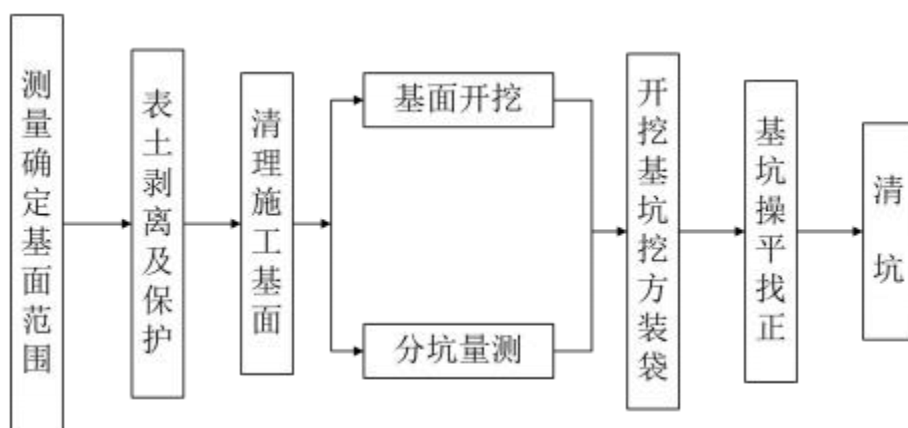 测量确定基面范围
表土剥离及保护
清理施工基面
基面开挖
分坑量测
开挖基坑挖方装袋
基坑操平找正
清坑